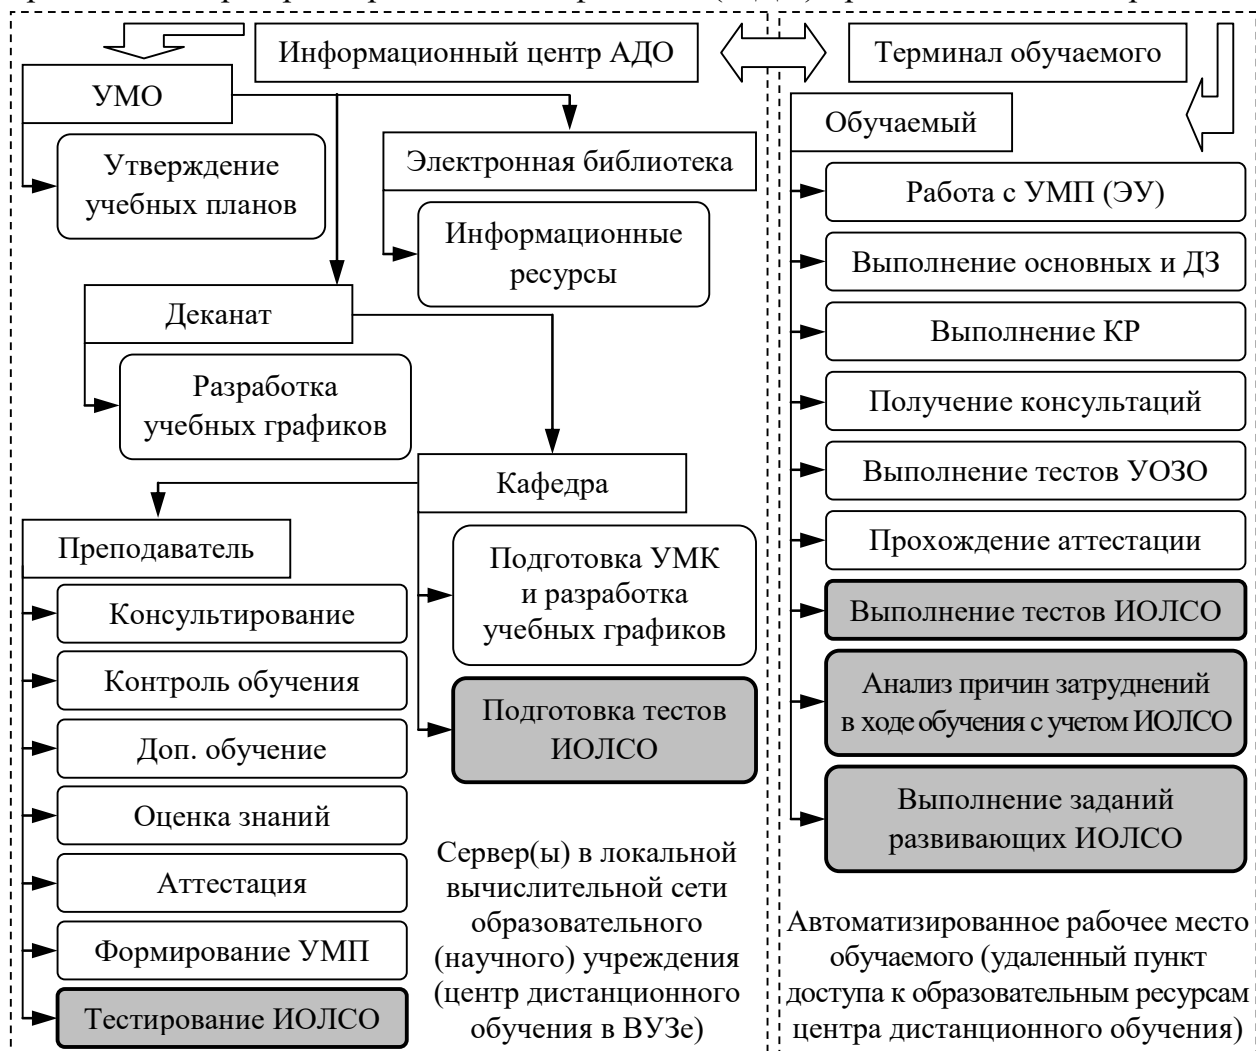 Информационный центр АДО
Терминал обучаемого
УМО
Утверждение
учебных планов
Электронная библиотека
Информационные
ресурсы
Деканат
Разработка
учебных графиков
Кафедра
Преподаватель
Консультирование
Контроль обучения
Доп. обучение
Оценка знаний
Аттестация
Формирование УМП
Тестирование ИОЛСО
Подготовка УМК
и разработка
учебных графиков
Подготовка тестов
ИОЛСО
Сервер(ы) в локальной
вычислительной сети
образовательного
(научного) учреждения
(центр дистанционного
обучения в ВУЗе)
Обучаемый
Работа с УМП (ЭУ)
Выполнение основных и ДЗ
Выполнение КР
Получение консультаций
Выполнение тестов УОЗО
Прохождение аттестации
Выполнение тестов ИОЛСО
Анализ причин затруднений
в ходе обучения с учетом ИОЛСО
Выполнение заданий
развивающих ИОЛСО
Автоматизированное рабочее место
обучаемого (удаленный пункт
доступа к образовательным ресурсам
центра дистанционного обучения)